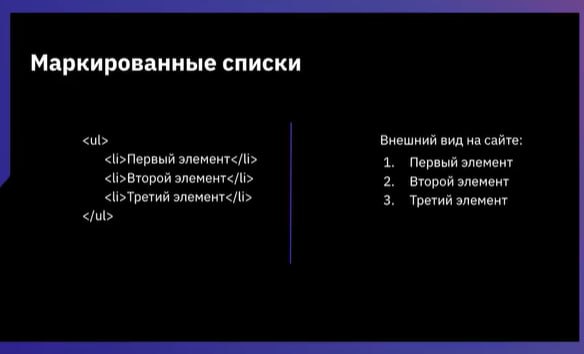 Маркированные списки
<ul>
<li>Первый элемент</li>
<li>Второй элемент</li>
<li>Третий элемент</li>
</ul>
Внешний вид на сайте:
1. Первый элемент
2. Второй элемент
3. Третий элемент